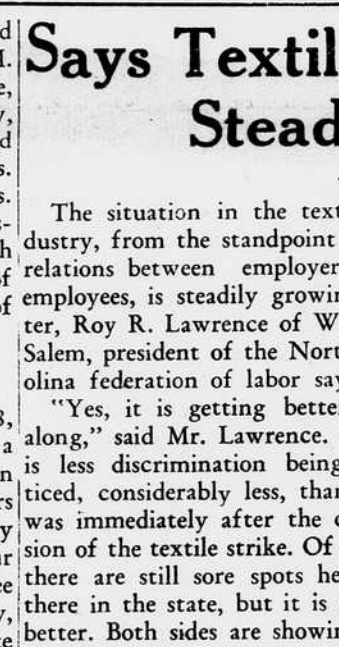 Says Textil
Stead
The situation in the text
dustry, from the standpoint
relations between employer
employees, is steadily growin
ter, Roy R. Lawrence of W
Salem, president of the Nort
olina federation of labor say
"Yes, it is getting bette
along," said Mr. Lawrence.
is less discrimination being
ticed, considerably less, than
was immediately after the c
sion of the textile strike. Of
there are still sore spots he
there in the state, but it is
better. Both sides are showin